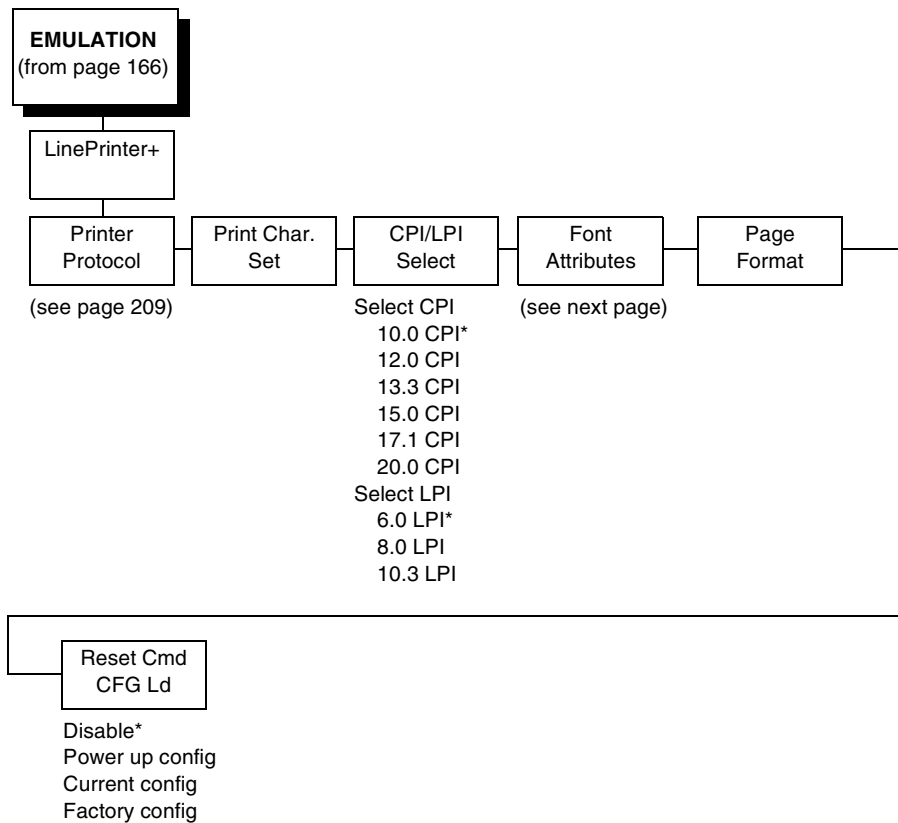 EMULATION
(from page 166)
LinePrinter+
Printer
Protocol
(see page 209)
Print Char.
Set
CPI/LPI
Select
Select CPI
10.0 CPI*
12.0 CPI
13.3 CPI
15.0 CPI
17.1 CPI
20.0 CPI
Select LPI
6.0 LPI*
8.0 LPI
10.3 LPI
Font
Attributes
(see next page)
Page
Format
Reset Cmd
CFG Ld
Disable*
Power up config
Current config
Factory config